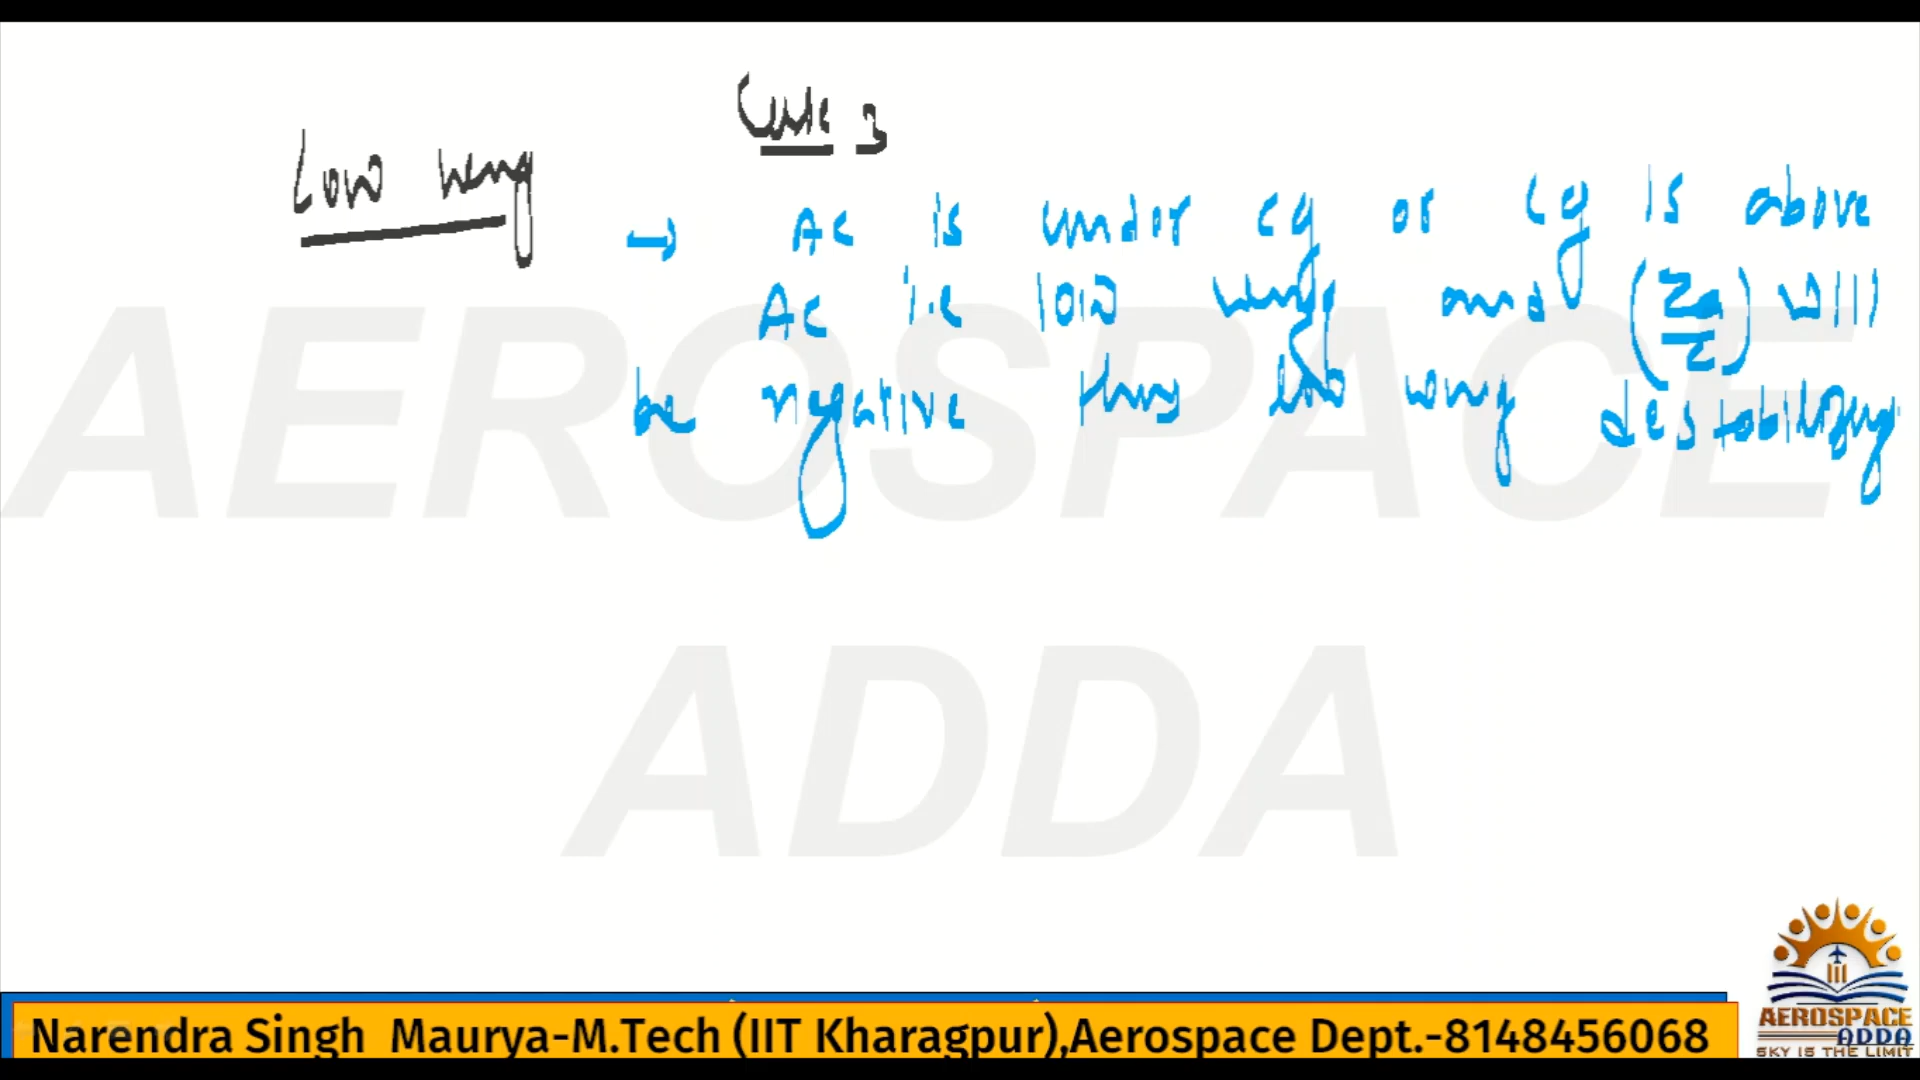 Case 3
Low wing
→ AC is under cg or cg is above
AC i.e low wing and (Za/c) will
be negative thus low wing destabilizing
AEROSPACE
ADDA
Narendra Singh Maurya-M.Tech (IIT Kharagpur),Aerospace Dept.-8148456068
AEROSPACE
ADDA
SKY IS THE LIMIT